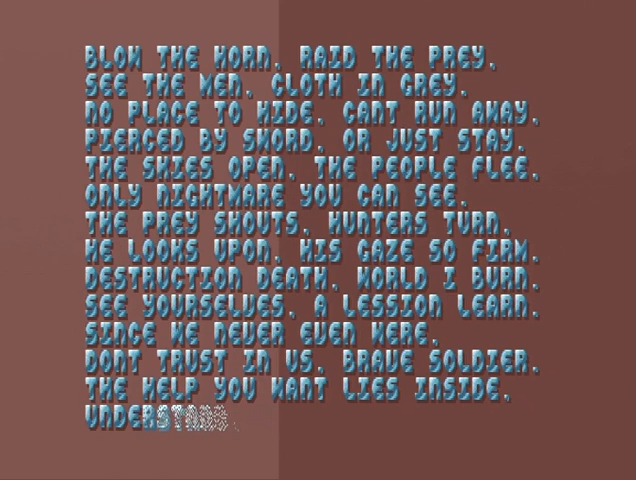 BLOW THE HORN. RAID THE PREY.
SEE THE MEN. CLOTH IN GREY.
NO PLACE TO HIDE. CANT RUN AWAY.
PIERCED BY SWORD. OR JUST STAY.
THE SKIES OPEN. THE PEOPLE FLEE.
ONLY NIGHTMARE YOU CAN SEE.
THE PREY SHOUTS. HUNTERS TURN.
HE LOOKS UPON. HIS GAZE SO FIRM.
DESTRUCTION DEATH. WORLD I BURN.
SEE YOURSELVES. A LESSION LEARN.
SINCE WE NEVER EVER WERE.
DONT TRUST IN US. BRAVE SOLDIER.
THE HELP YOU WANT LIES INSIDE.